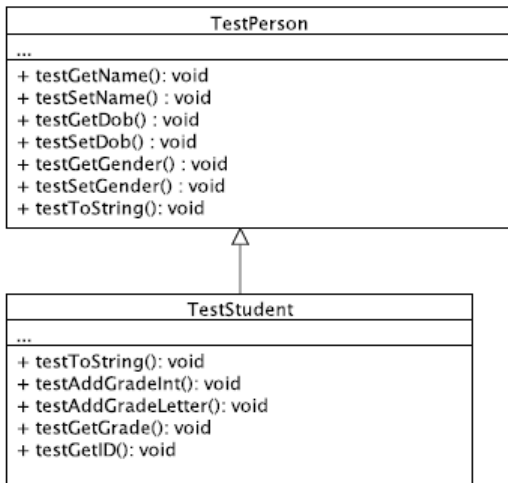 TestPerson
...
+ testGetName(): void
+ testSetName() : void
+ testGetDob() : void
+ testSetDob() : void
+ testGetGender() : void
+ testSetGender() : void
+ testToString(): void
TestStudent
...
+ testToString(): void
+ testAddGradeInt(): void
+ testAddGradeLetter(): void
+ testGetGrade(): void
+ testGetID(): void